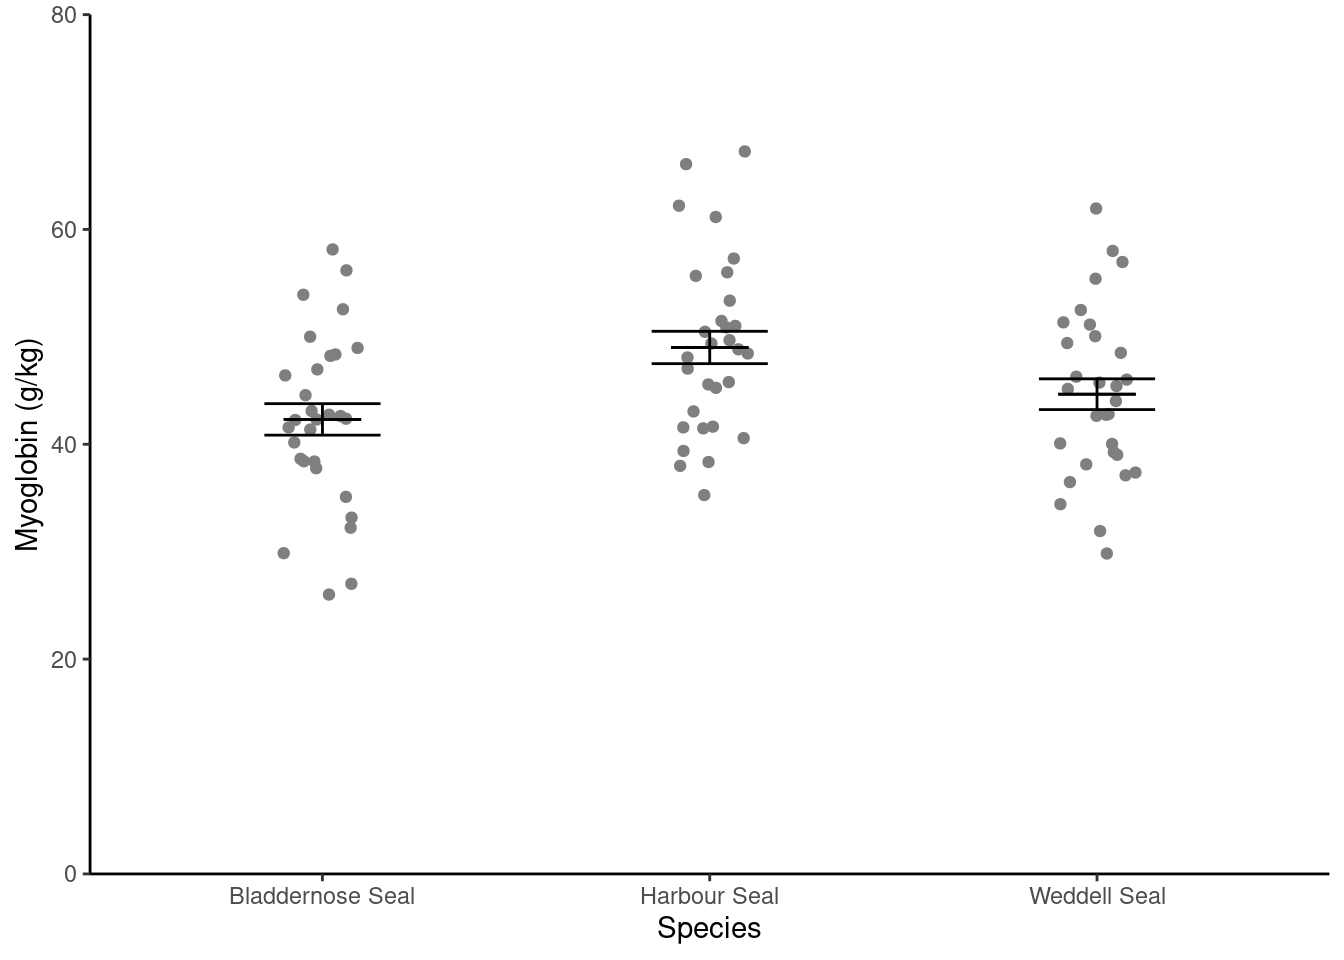 80
60
40
20
0
Myoglobin (g/kg)
Bladdernose Seal
Harbour Seal
Weddell Seal
Species